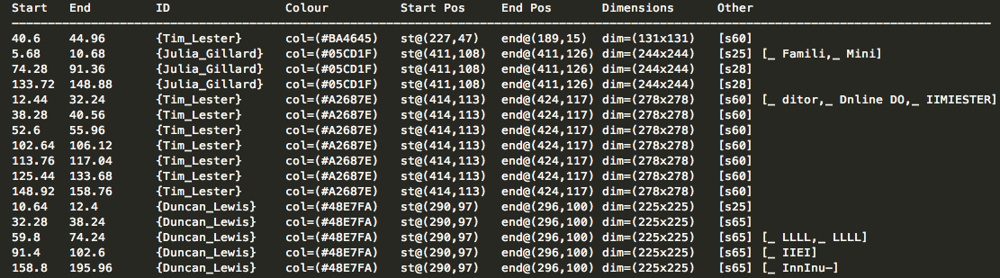 Start End ID Colour Start Pos End Pos Dimensions Other
40.6 44.96 {Tim_Lester} col=(#BA4645) st@(227,47) end@(189,15) dim=(131x131) [s60]
5.68 10.68 {Julia_Gillard} col=(#05CD1F) st@(411,108) end@(411,126) dim=(244x244) [s25] [_ Famili,_ Mini]
74.28 91.36 {Julia_Gillard} col=(#05CD1F) st@(411,108) end@(411,126) dim=(244x244) [s28]
133.72 148.88 {Julia_Gillard} col=(#05CD1F) st@(411,108) end@(411,126) dim=(244x244) [s28]
12.44 32.24 {Tim_Lester} col=(#A2687E) st@(414,113) end@(424,117) dim=(278x278) [s60] [_ ditor,_ Dnline DO,_ IIMIESTER]
38.28 40.56 {Tim_Lester} col=(#A2687E) st@(414,113) end@(424,117) dim=(278x278) [s60]
52.6 55.96 {Tim_Lester} col=(#A2687E) st@(414,113) end@(424,117) dim=(278x278) [s60]
102.64 106.12 {Tim_Lester} col=(#A2687E) st@(414,113) end@(424,117) dim=(278x278) [s60]
113.76 117.04 {Tim_Lester} col=(#A2687E) st@(414,113) end@(424,117) dim=(278x278) [s60]
125.44 133.68 {Tim_Lester} col=(#A2687E) st@(414,113) end@(424,117) dim=(278x278) [s60]
148.92 158.76 {Tim_Lester} col=(#A2687E) st@(414,113) end@(424,117) dim=(278x278) [s60]
10.64 12.4 {Duncan_Lewis} col=(#48E7FA) st@(290,97) end@(296,100) dim=(225x225) [s25]
32.28 38.24 {Duncan_Lewis} col=(#48E7FA) st@(290,97) end@(296,100) dim=(225x225) [s65]
59.8 74.24 {Duncan_Lewis} col=(#48E7FA) st@(290,97) end@(296,100) dim=(225x225) [s65] [_ LLLL,_ LLLL]
91.4 102.6 {Duncan_Lewis} col=(#48E7FA) st@(290,97) end@(296,100) dim=(225x225) [s65] [_ IIEI]
158.8 195.96 {Duncan_Lewis} col=(#48E7FA) st@(290,97) end@(296,100) dim=(225x225) [s65] [_ InnInu-]